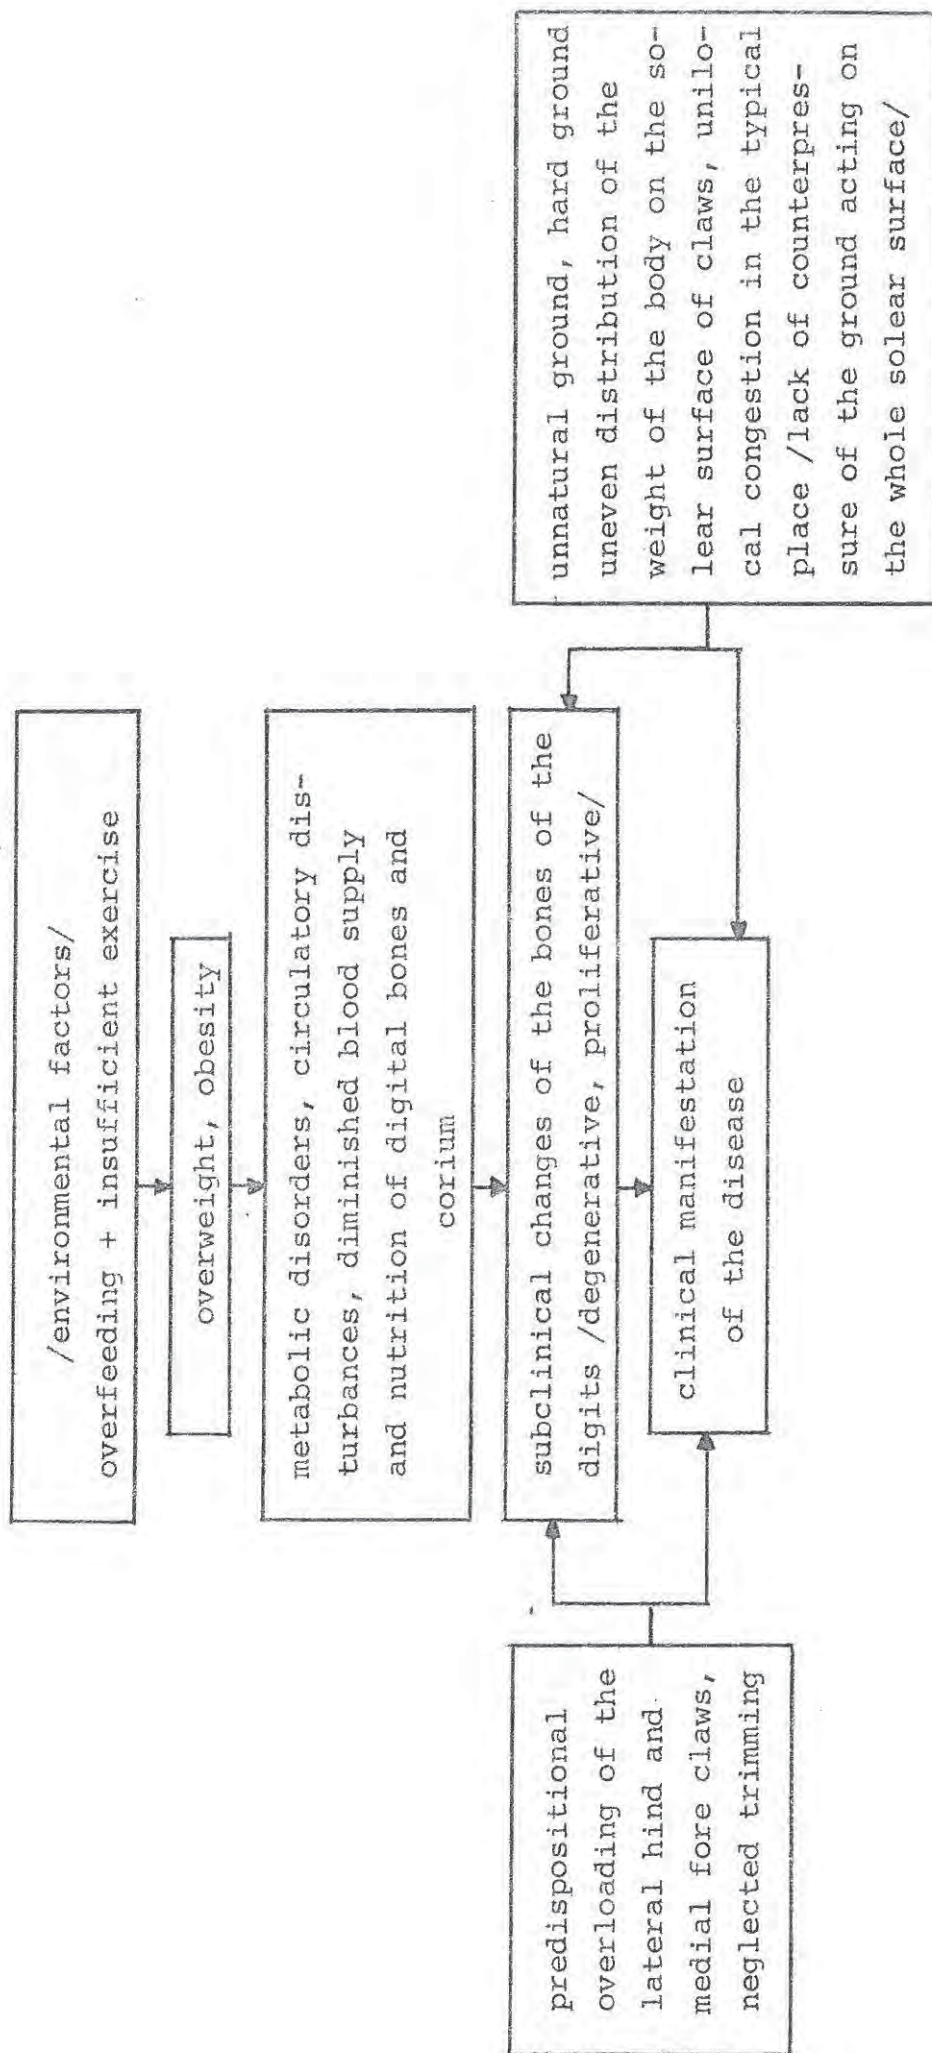 /environmental factors/
overfeeding + insufficient exercise
overweight, obesity
metabolic disorders, circulatory dis-
turbances, diminished blood supply
and nutrition of digital bones and
corium
subclinical changes of the bones of the
digits /degenerative, proliferative/
clinical manifestation
of the disease
predispositional
overloading of the
lateral hind and
medial fore claws,
neglected trimming
unnatural ground, hard ground
uneven distribution of the
weight of the body on the so-
lear surface of claws, unilo-
cal congestion in the typical
place /lack of counterpres-
sure of the ground acting on
the whole solear surface/